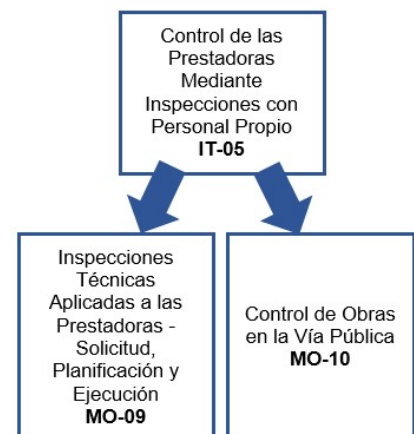 Control de las
Prestadoras
Mediante
Inspecciones con
Personal Propio
IT-05
Inspecciones
Técnicas
Aplicadas a las
Prestadoras -
Solicitud,
Planificación y
Ejecución
MO-09
Control de Obras
en la Vía Pública
MO-10